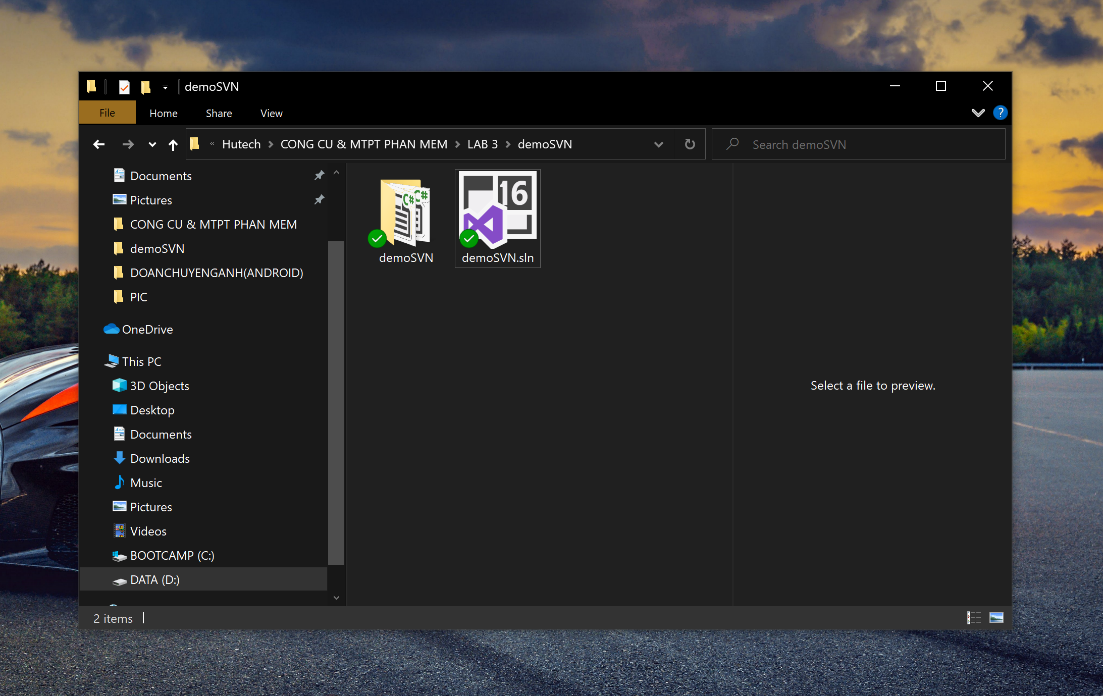 demoSVN
File Home Share View
?
« Hutech > CONG CU & MTPT PHAN MEM > LAB 3 > demoSVN
Search demoSVN
Documents
Pictures
CONG CU & MTPT PHAN MEM
demoSVN
DOANCHUYENGANH(ANDROID)
PIC
OneDrive
This PC
3D Objects
Desktop
Documents
Downloads
Music
Pictures
Videos
BOOTCAMP (C:)
DATA (D:)
C# C#
demoSVN
16
demoSVN.sln
Select a file to preview.
2 items